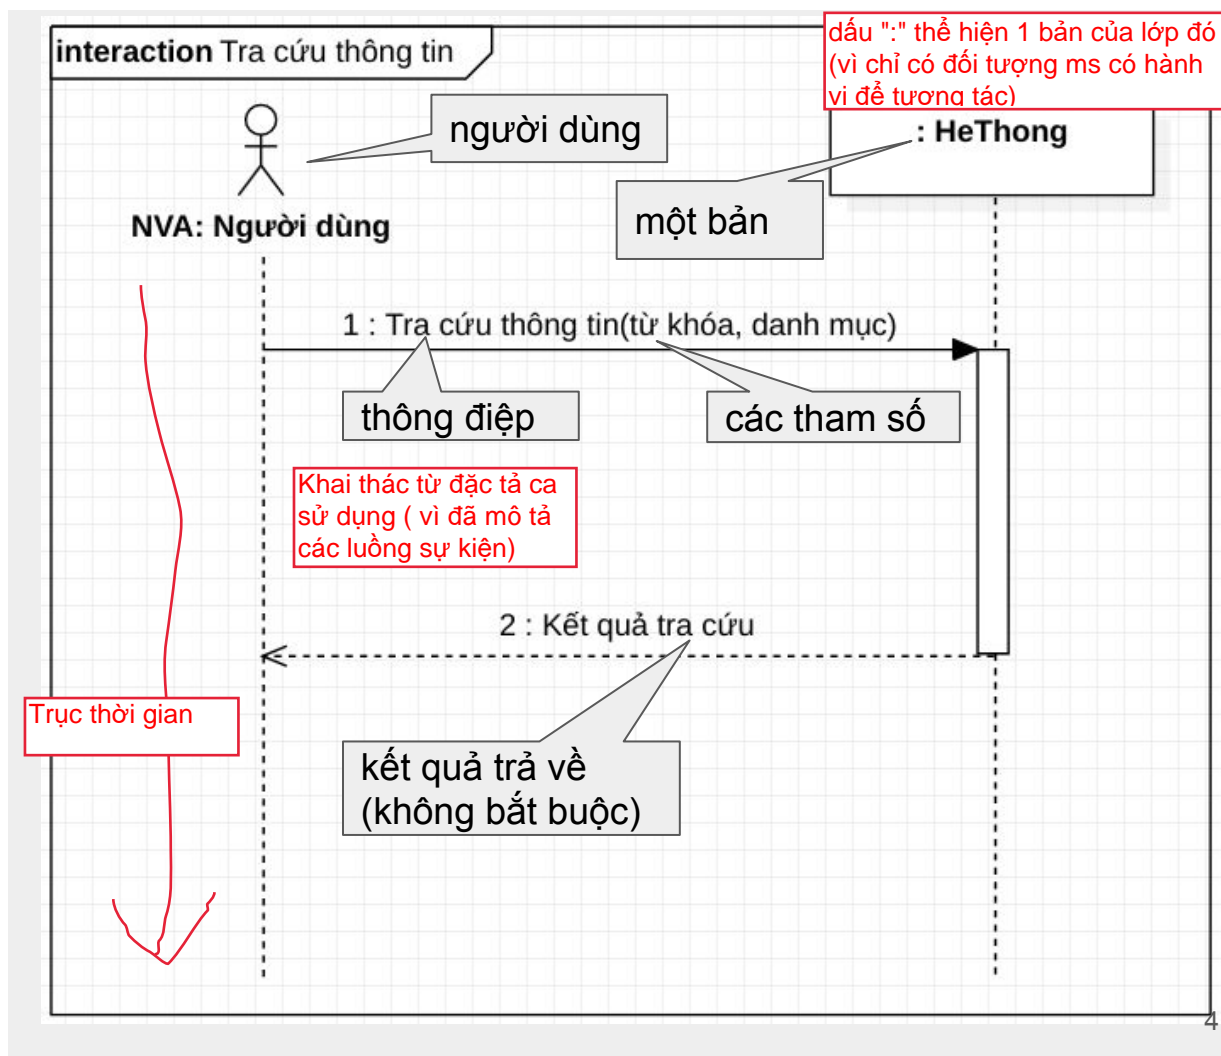 interaction Tra cứu thông tin
dấu ":" thể hiện 1 bản của lớp đó
(vì chỉ có đối tượng ms có hành
vi để tương tác)
người dùng
: HeThong
một bản
NVA: Người dùng
1 : Tra cứu thông tin(từ khóa, danh mục)
thông điệp
các tham số
Khai thác từ đặc tả ca
sử dụng ( vì đã mô tả
các luồng sự kiện)
2 : Kết quả tra cứu
Trục thời gian
kết quả trả về
(không bắt buộc)
4